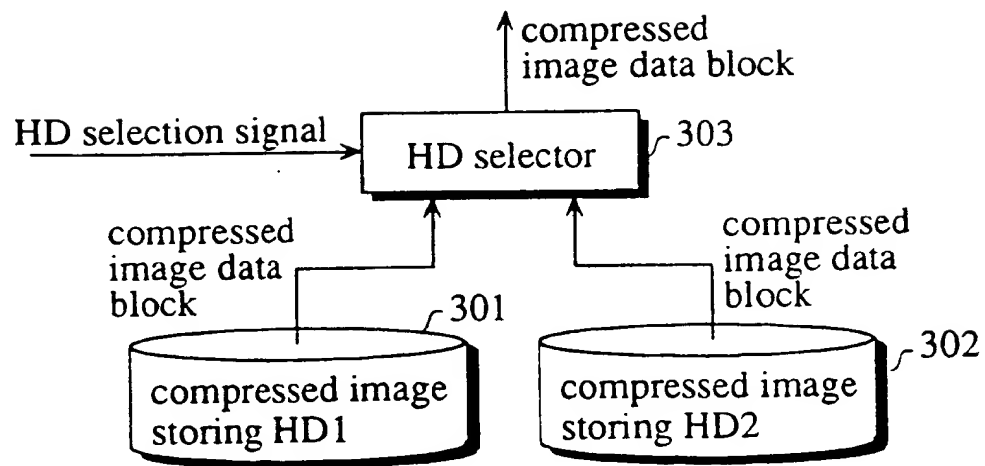 compressed
image data block
HD selection signal
HD selector
303
compressed
image data
block
compressed
image data
block
301
302
compressed image
storing HD1
compressed image
storing HD2